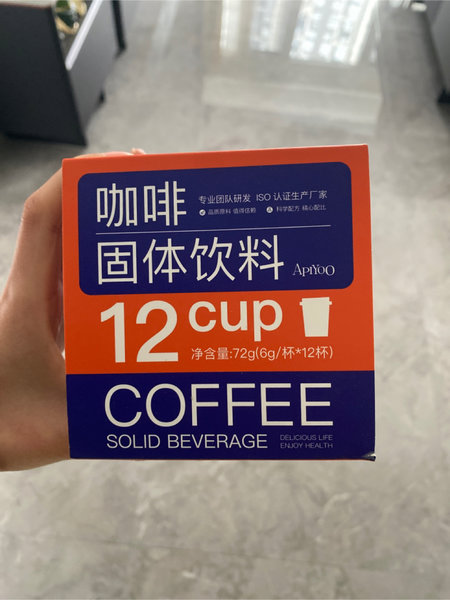 咖啡
专业团队研发 ISO 认证生产厂家
品质原料 值得信赖 科学配方 精心配比
固体饮料 APIYOO
12 cup
净含量:72g(6g/杯*12杯)
COFFEE
SOLID BEVERAGE
DELICIOUS LIFE
ENJOY HEALTH